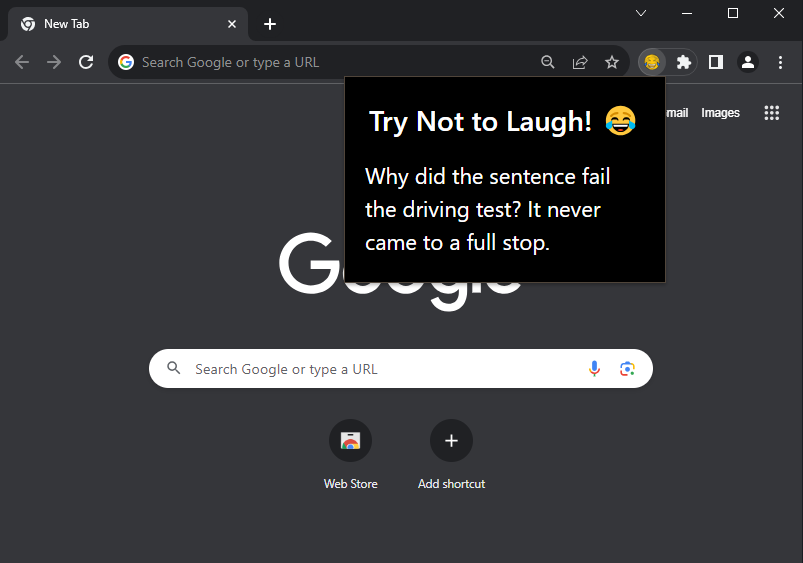 New Tab
Search Google or type a URL
mail Images
Try Not to Laugh! 😂
Why did the sentence fail
the driving test? It never
came to a full stop.
Google
Search Google or type a URL
Web Store
Add shortcut